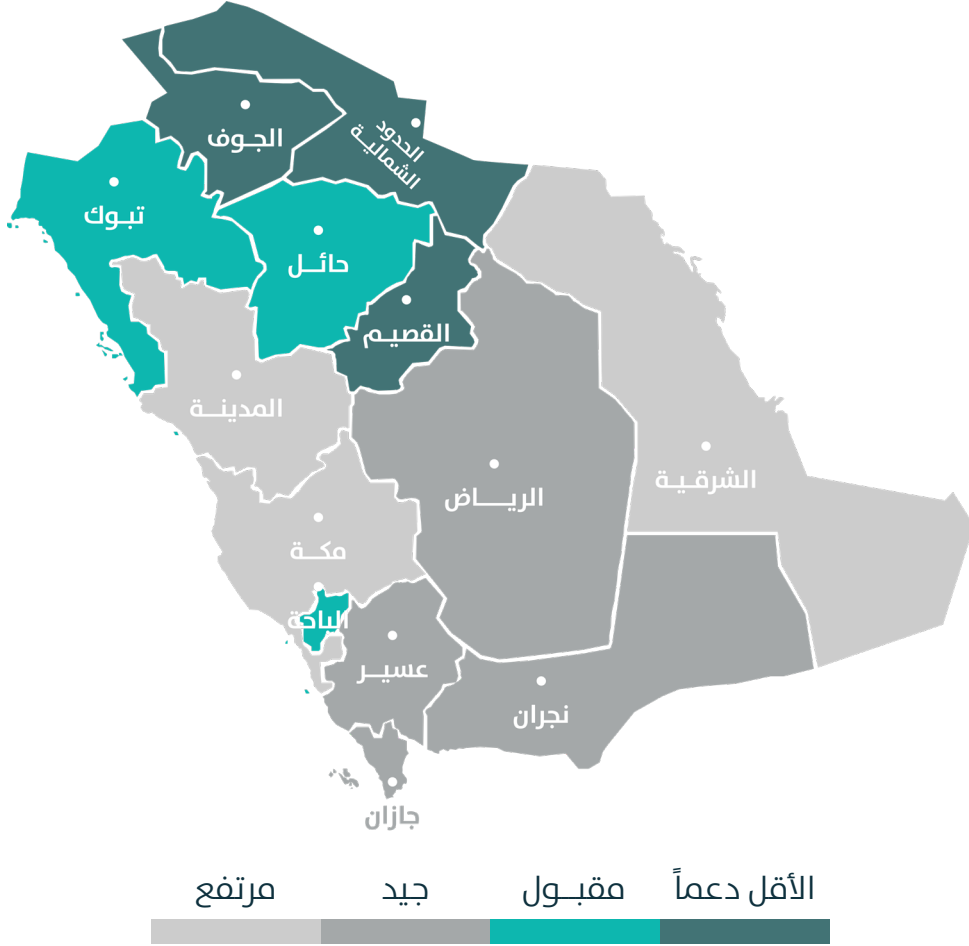 الحدود
الشمالية
الجوف
تبوك
حائل
القصيم
المدينة
الشرقية
الرياض
مكة
الباحة
عسير
نجران
جازان
الأقل دعماً
مقبول
جيد
مرتفع